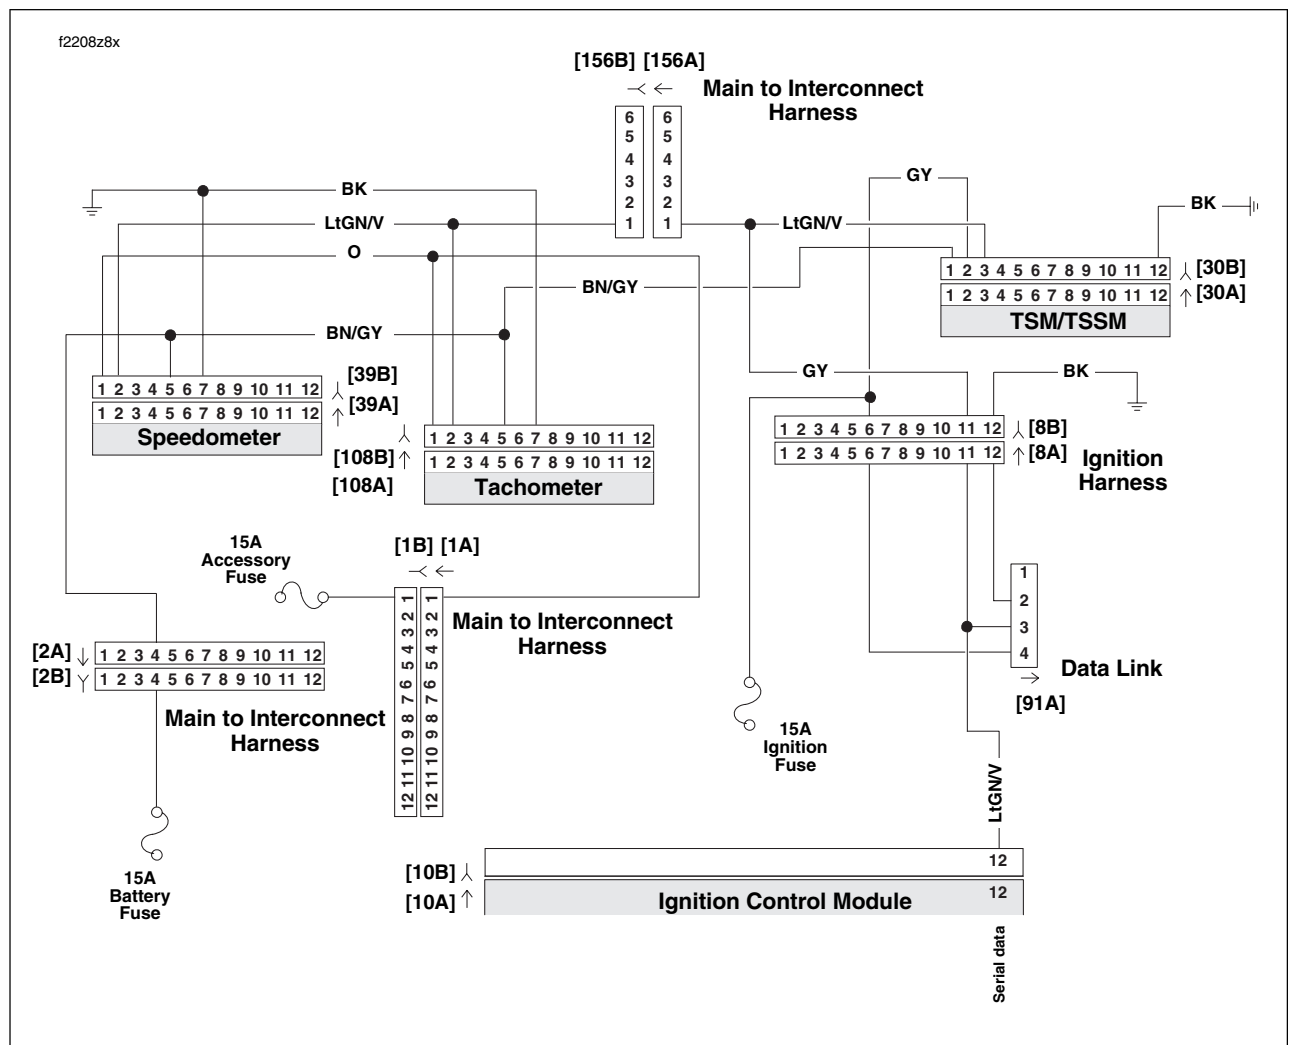 f2208z8x
[156B] [156A]
Main to Interconnect
Harness
6 6
5 5
4 4
3 3
2 2
1 1
GY
BK
BK
LtGN/V
LtGN/V
O
BN/GY
BN/GY
1 2 3 4 5 6 7 8 9 10 11 12 [30B]
1 2 3 4 5 6 7 8 9 10 11 12 [30A]
TSM/TSSM
GY
BK
[39B]
1 2 3 4 5 6 7 8 9 10 11 12
[39A]
1 2 3 4 5 6 7 8 9 10 11 12
Speedometer
1 2 3 4 5 6 7 8 9 10 11 12
[108B]
1 2 3 4 5 6 7 8 9 10 11 12
[108A]
Tachometer
1 2 3 4 5 6 7 8 9 10 11 12 [8B]
1 2 3 4 5 6 7 8 9 10 11 12 [8A]
Ignition
Harness
15A
Accessory
Fuse
[1B] [1A]
1 2 3 4 5 6 7 8 9 10 11 12
1 2 3 4 5 6 7 8 9 10 11 12
Main to Interconnect
Harness
1
2
3
4
Data Link
[91A]
[2A] 1 2 3 4 5 6 7 8 9 10 11 12
[2B] 1 2 3 4 5 6 7 8 9 10 11 12
Main to Interconnect
Harness
15A
Ignition
Fuse
LtGN/V
15A
Battery
Fuse
[10B] 12
[10A] Ignition Control Module 12
Serial data